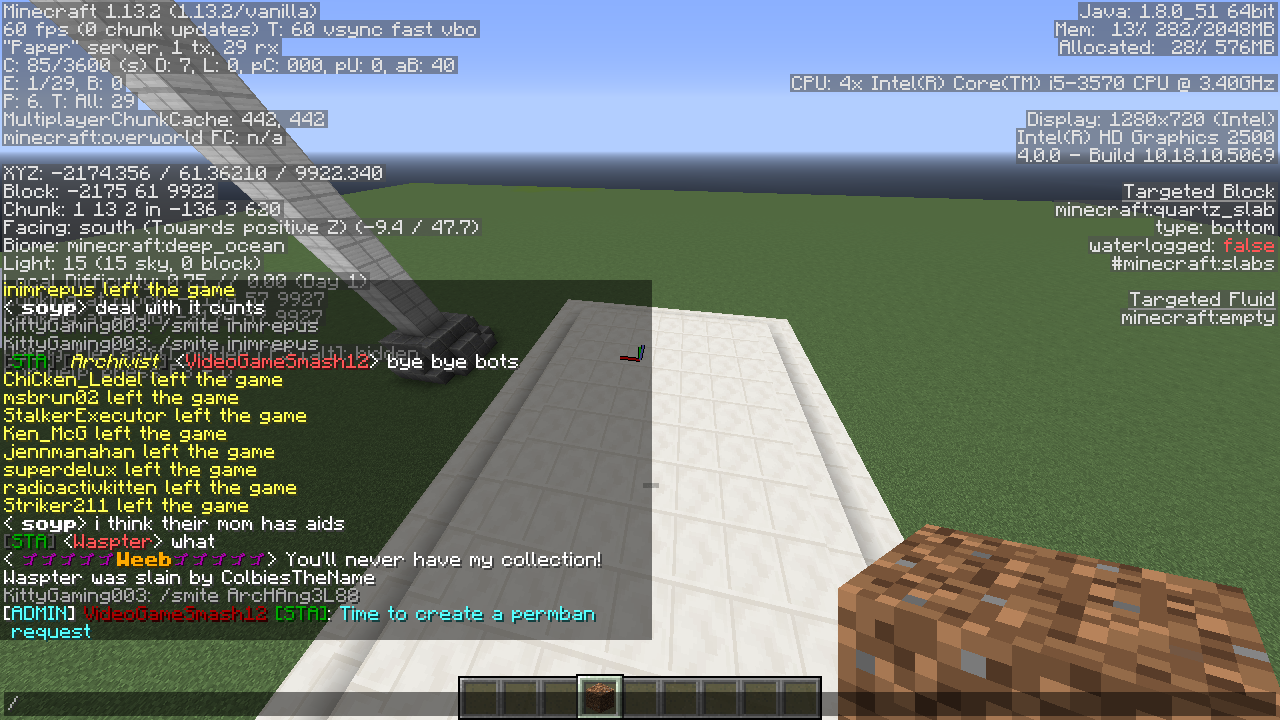 Minecraft 1.13.2 (1.13.2/vanilla)
60 fps (0 chunk updates) T: 60 vsync fast vbo
"Paper" server, 1 tx, 29 rx
C: 85/3600 (s) D: 7, L: 0, pC: 000, pU: 0, aB: 40
E: 1/29, B: 0
P: 6. T: All: 29
MultiplayerChunkCache: 442, 442
minecraft:overworld FC: n/a
XYZ: -2174.356 / 61.36210 / 9922.340
Block: -2175 61 9922
Chunk: 1 13 2 in -136 3 620
Facing: south (Towards positive Z) (-9.4 / 47.7)
Biome: minecraft:deep_ocean
Light: 15 (15 sky, 0 block)
Local Difficulty: 0.75 // 0.00 (Day 1)
inimrepus left the game
57 9927
< soyp> deal with it cunts
KittyGaming003: /smite inimrepus
KittyGaming003: /smite inimrepus
[STA] Archivist <VideoGameSmash12> bye bye bots
ChiCken_Ledel left the game
msbrun02 left the game
StalkerExecutor left the game
Ken_McG left the game
jennmanahan left the game
superdelux left the game
radioactivkitten left the game
Striker211 left the game
< soyp> i think their mom has aids
[STA] <Waspter> what
< Weeb > You'll never have my collection!
Waspter was slain by ColbiesTheName
KittyGaming003: /smite ArcHAng3L88
[ADMIN] VideoGameSmash12 [STA]: Time to create a permban
request
/
Java: 1.8.0_51 64bit
Mem: 13% 282/2048MB
Allocated: 28% 576MB
CPU: 4x Intel(R) Core(TM) i5-3570 CPU @ 3.40GHz
Display: 1280x720 (Intel)
Intel(R) HD Graphics 2500
4.0.0 - Build 10.18.10.5069
Targeted Block
minecraft:quartz_slab
type: bottom
waterlogged: false
#minecraft:slabs
Targeted Fluid
minecraft:empty